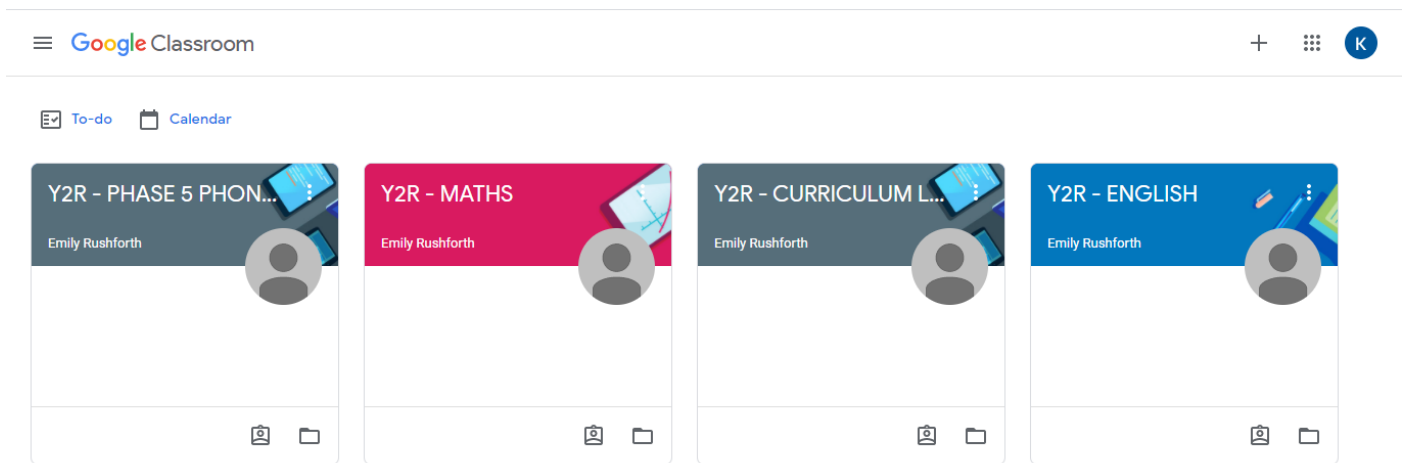 Google Classroom
K
To-do Calendar
Y2R - PHASE 5 PHON...
Emily Rushforth
Y2R - MATHS
Emily Rushforth
Y2R - CURRICULUM L...
Emily Rushforth
Y2R - ENGLISH
Emily Rushforth